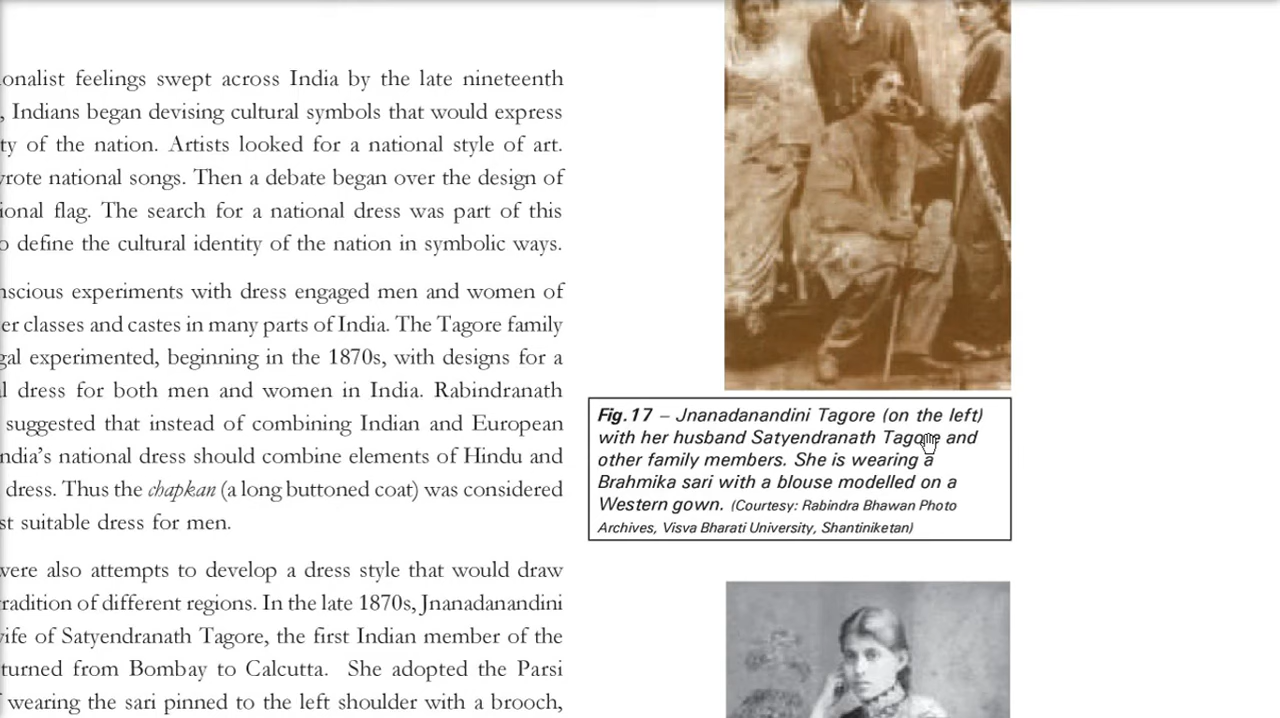 onalist feelings swept across India by the late nineteenth
, Indians began devising cultural symbols that would express
ty of the nation. Artists looked for a national style of art.
wrote national songs. Then a debate began over the design of
ional flag. The search for a national dress was part of this
o define the cultural identity of the nation in symbolic ways.
nscious experiments with dress engaged men and women of
er classes and castes in many parts of India. The Tagore family
gal experimented, beginning in the 1870s, with designs for a
l dress for both men and women in India. Rabindranath
suggested that instead of combining Indian and European
ndia's national dress should combine elements of Hindu and
dress. Thus the chapkan (a long buttoned coat) was considered
st suitable dress for men.
were also attempts to develop a dress style that would draw
radition of different regions. In the late 1870s, Jnanadanandini
wife of Satyendranath Tagore, the first Indian member of the
turned from Bombay to Calcutta. She adopted the Parsi
wearing the sari pinned to the left shoulder with a brooch,
Fig.17 – Jnanadanandini Tagore (on the left)
with her husband Satyendranath Tagore and
other family members. She is wearing a
Brahmika sari with a blouse modelled on a
Western gown. (Courtesy: Rabindra Bhawan Photo
Archives, Visva Bharati University, Shantiniketan)